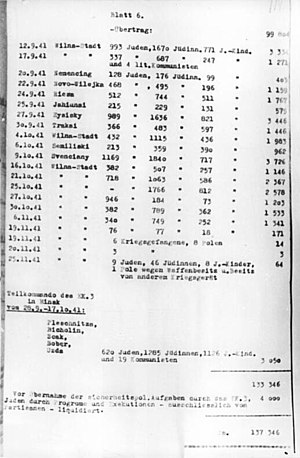 Blatt 6.
-Übertrag: 99
12.9.41 Wilna-Stadt 993 Juden, 1670 Jüdinn. 771 J.-Kind. 3
17.9.41 " " 337 " 687 " 247 " 1 271
und 4 lit. Kommunisten
20.9.41 Nemencing 128 Juden, 176 Jüdinn. 99 " 403
22.9.41 Novo-Wilejka 468 " , 495 " 196 " 1 159
24.9.41 Riesa 512 " 744 " 511 " 1 767
25.9.41 Jahiunai 215 " 229 " 131 "
27.9.41 Eysisky 989 " 1636 " 821 " 3 446
30.9.41 Trakai 366 " 483 " 597 " 1 446
4.10.41 Wilna-Stadt 432 " 1115 " 436 " 1 983
6.10.41 Semiliski 213 " 359 " 390 " 962
9.10.41 Svenciany 1169 " 1840 " 717 " 3 726
16.10.41 Wilna-Stadt 382 " 507 " 257 " 1 146
21.10.41 " " 718 " 1063 " 586 " 2 367
25.10.41 " " " 1766 " 812 " 2 578
27.10.41 " " 946 " 184 " 73 " 1 203
30.10.41 " " 382 " 789 " 362 " 1 533
6.11.41 " " 340 " 749 " 252 " 1 341
19.11.41 " " 76 " 77 " 18 " 171
19.11.41 " " 6 Kriegsgefangene, 8 Polen 14
20.11.41 " " 3 " 3
25.11.41 " " 9 Juden, 46 Jüdinnen, 8 J.-Kinder, 64
1 Pole wegen Waffenbesitz u. Besitz
von anderem Kriegsgerät
Teilkommando des EK.3
in Minsk
vom 28.9.-17.10.41:
Pleschnitza,
Bicholin,
Scak,
Bober,
Uzda 620 Juden, 1285 Jüdinnen, 1126 J.-Kind.
und 19 Kommunisten 3 050
133 346
Vor Übernahme der sicherheitspol. Aufgaben durch das EK.3,
Juden durch Progrome und Exekutionen - ausschliesslich von 4 000
Partisanen - liquidiert.
137 346